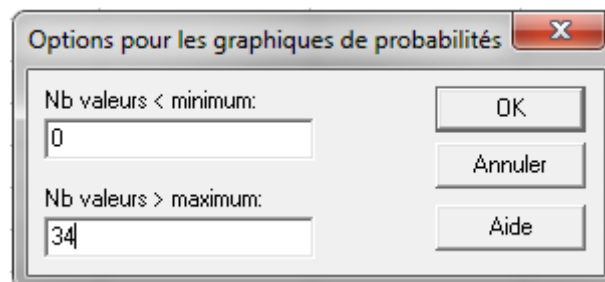 Options pour les graphiques de probabilités
Nb valeurs < minimum:
0
OK
Annuler
Nb valeurs > maximum:
34
Aide